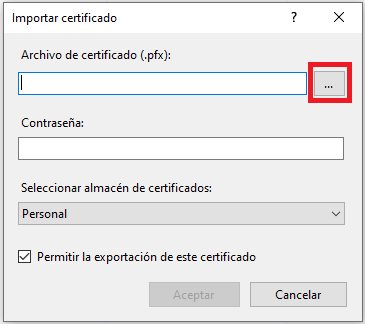 Importar certificado
Archivo de certificado (.pfx):
...
Contraseña:
Seleccionar almacén de certificados:
Personal
Permitir la exportación de este certificado
Aceptar
Cancelar